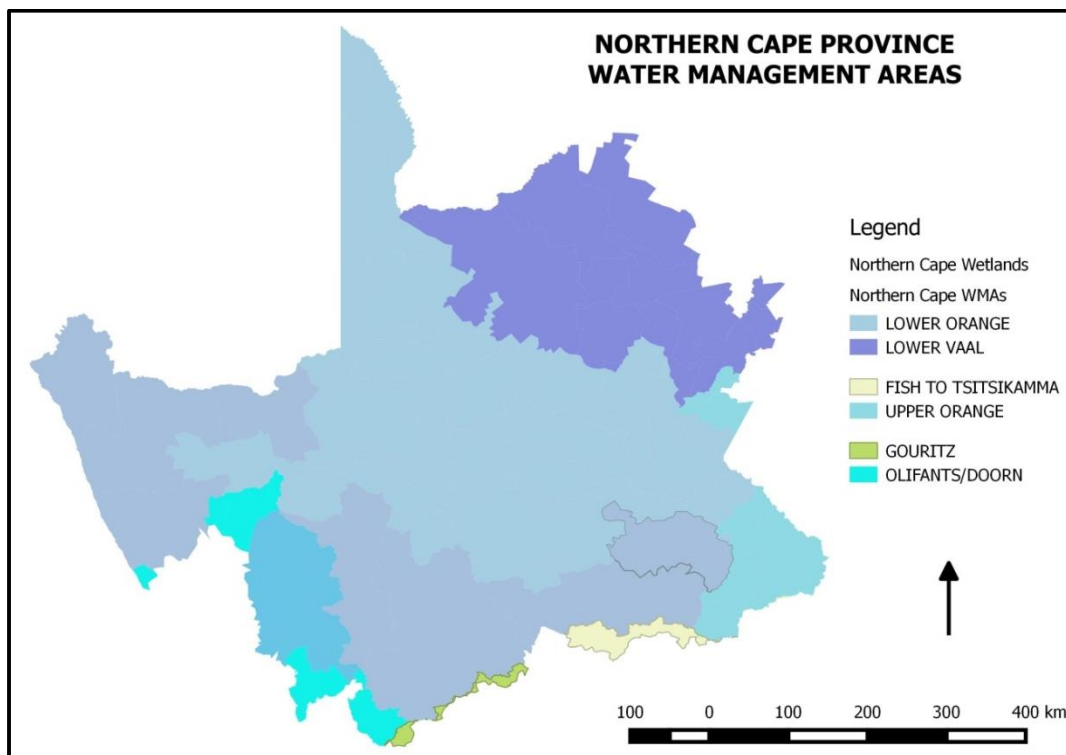 NORTHERN CAPE PROVINCE
WATER MANAGEMENT AREAS
Legend
Northern Cape Wetlands
Northern Cape WMAs
LOWER ORANGE
LOWER VAAL
FISH TO TSITSIKAMMA
UPPER ORANGE
GOURITZ
OLIFANTS/DOORN
100 0 100 200 300 400 km